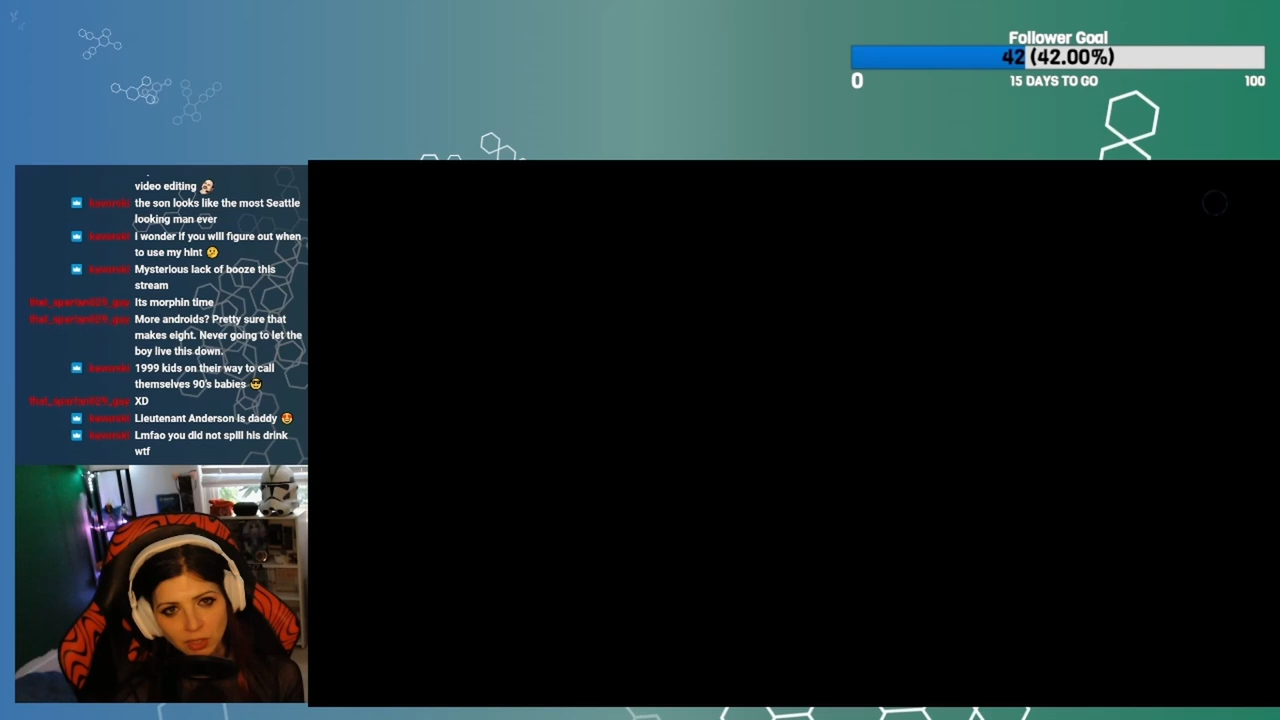 Follower Goal
42 (42.00%)
0
15 DAYS TO GO
100
video editing
the son looks like the most Seattle
looking man ever
I wonder if you will figure out when
to use my hint
Mysterious lack of booze this
stream
Its morphin time
More androids? Pretty sure that
makes eight. Never going to let the
boy live this down.
1999 kids on their way to call
themselves 90's babies
XD
Lieutenant Anderson is daddy
Lmfao you did not spill his drink
wtf